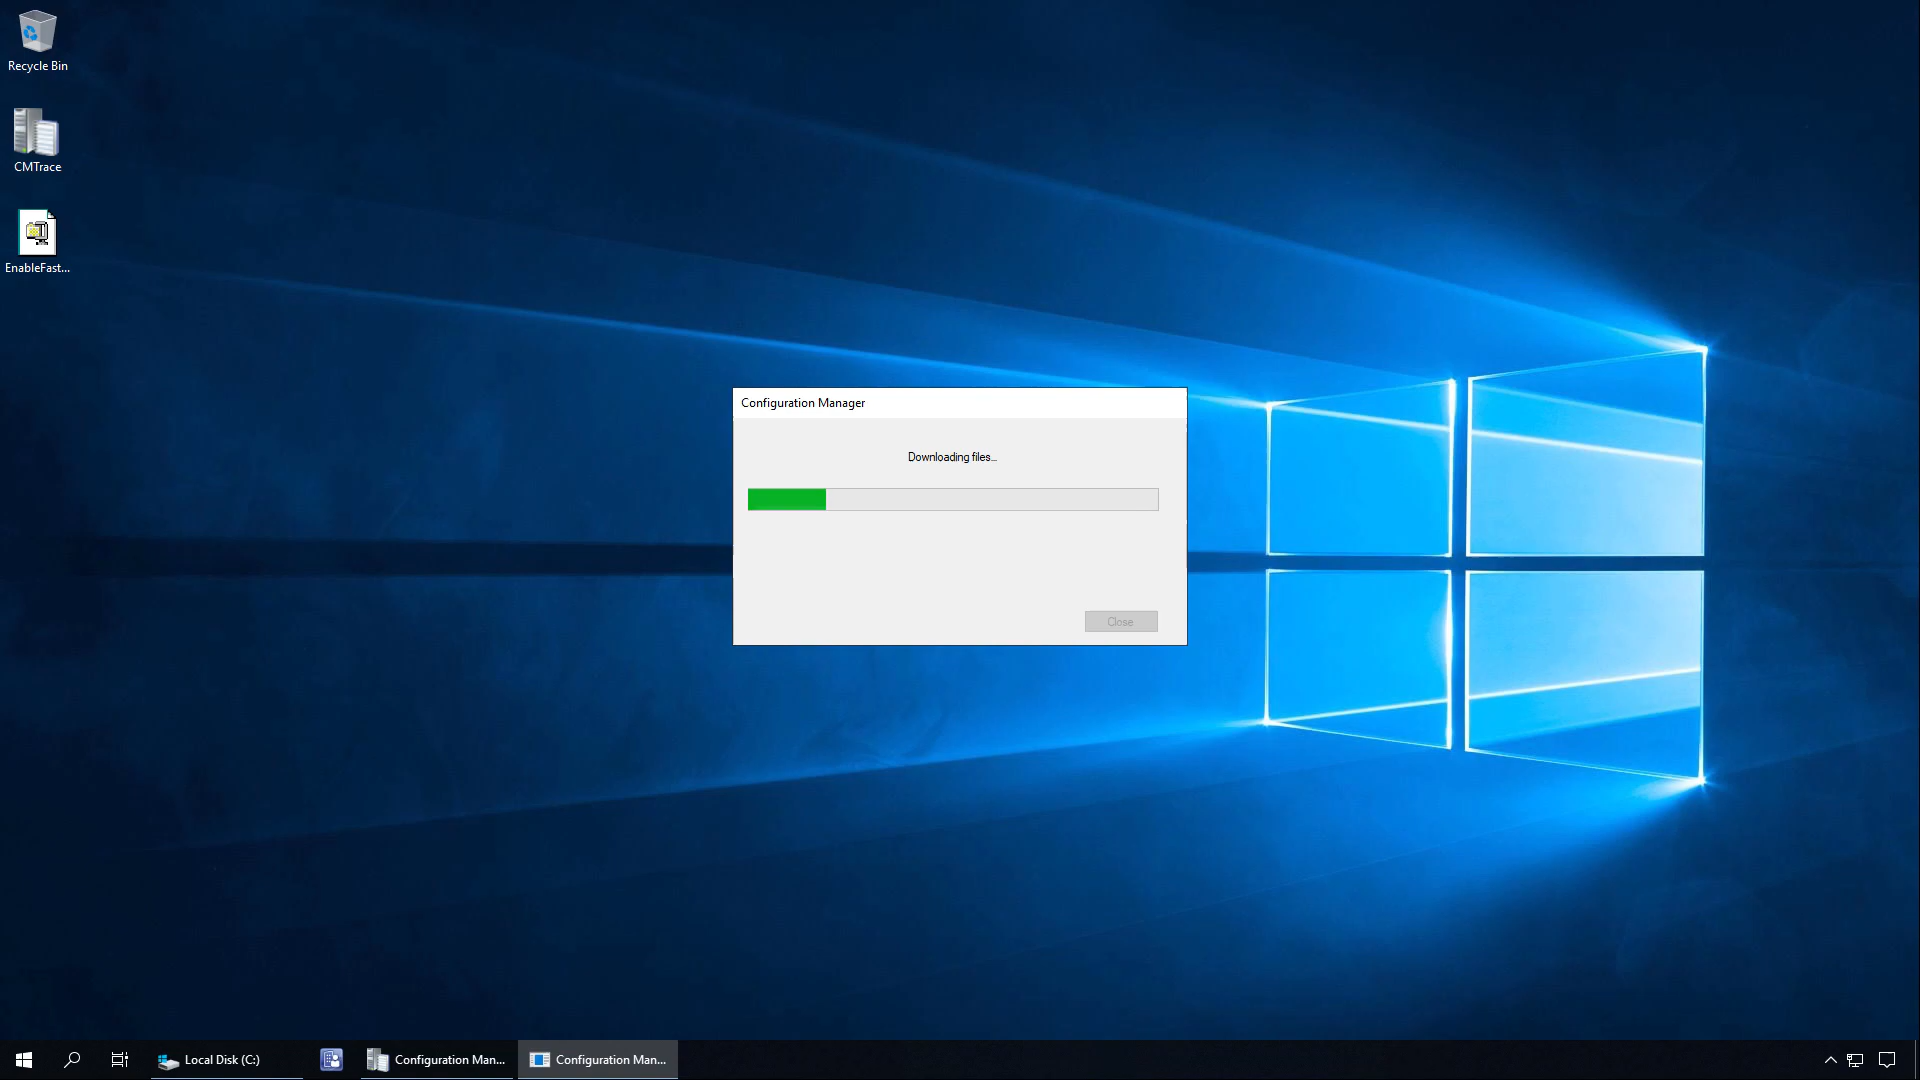 Recycle Bin
CMTrace
EnableFast...
Configuration Manager
Downloading files...
Close
Local Disk (C:)
Configuration Man...
Configuration Man...